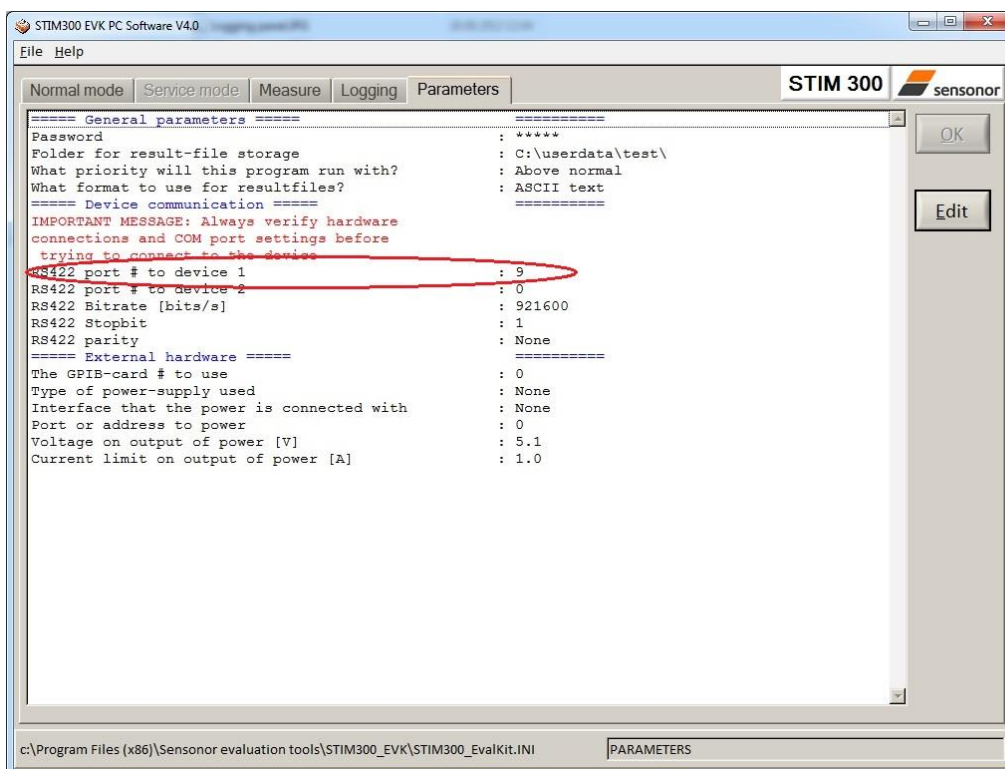 STIM300 EVK PC Software V4.0
File Help
Normal mode Service mode Measure Logging Parameters STIM 300 sensonor
===== General parameters ===== ==========
Password : *****
Folder for result-file storage : C:\userdata\test\
What priority will this program run with? : Above normal
What format to use for resultfiles? : ASCII text
===== Device communication ===== ==========
IMPORTANT MESSAGE: Always verify hardware
connections and COM port settings before
trying to connect to the device
RS422 port # to device 1 : 9
RS422 port # to device 2 : 0
RS422 Bitrate [bits/s] : 921600
RS422 Stopbit : 1
RS422 parity : None
===== External hardware ===== ==========
The GPIB-card # to use : 0
Type of power-supply used : None
Interface that the power is connected with : None
Port or address to power : 0
Voltage on output of power [V] : 5.1
Current limit on output of power [A] : 1.0
OK
Edit
c:\Program Files (x86)\Sensonor evaluation tools\STIM300_EVK\STIM300_EvalKit.INI PARAMETERS